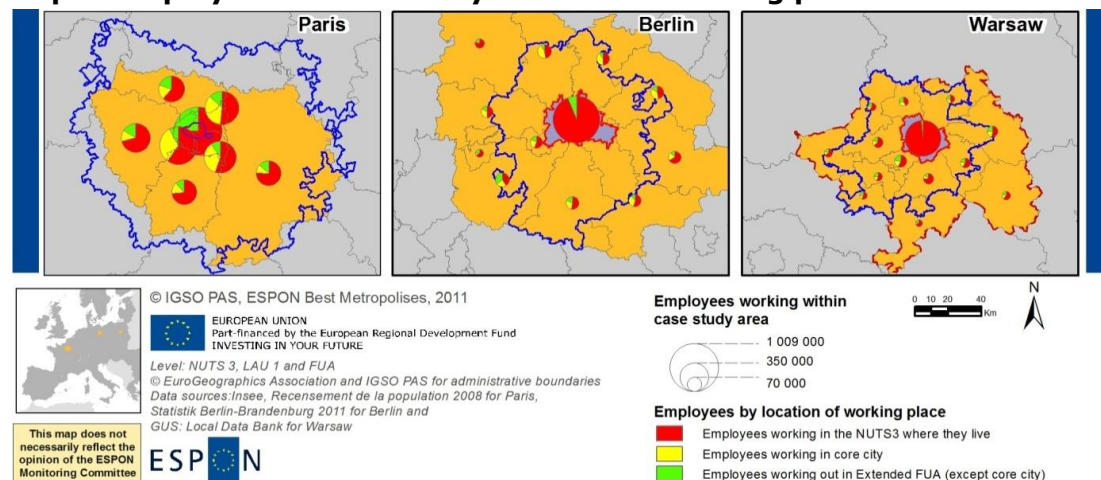 Paris
Berlin
Warsaw
© IGSO PAS, ESPON Best Metropolises, 2011
EUROPEAN UNION
Part-financed by the European Regional Development Fund
INVESTING IN YOUR FUTURE
Level: NUTS 3, LAU 1 and FUA
© EuroGeographics Association and IGSO PAS for administrative boundaries
Data sources:Insee, Recensement de la population 2008 for Paris,
Statistik Berlin-Brandenburg 2011 for Berlin and
GUS: Local Data Bank for Warsaw
This map does not
necessarily reflect the
opinion of the ESPON
Monitoring Committee
ESPON
Employees working within
case study area
1 009 000
350 000
70 000
0 10 20 40
Km
N
Employees by location of working place
Employees working in the NUTS3 where they live
Employees working in core city
Employees working out in Extended FUA (except core city)